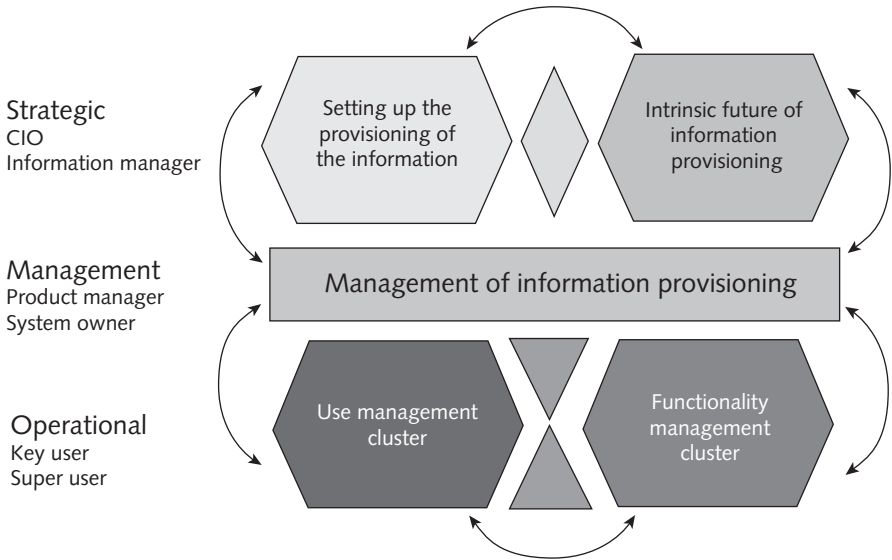 Strategic
CIO
Information manager
Setting up the
provisioning of
the information
Intrinsic future of
information
provisioning
Management
Product manager
System owner
Management of information provisioning
Operational
Key user
Super user
Use management
cluster
Functionality
management
cluster